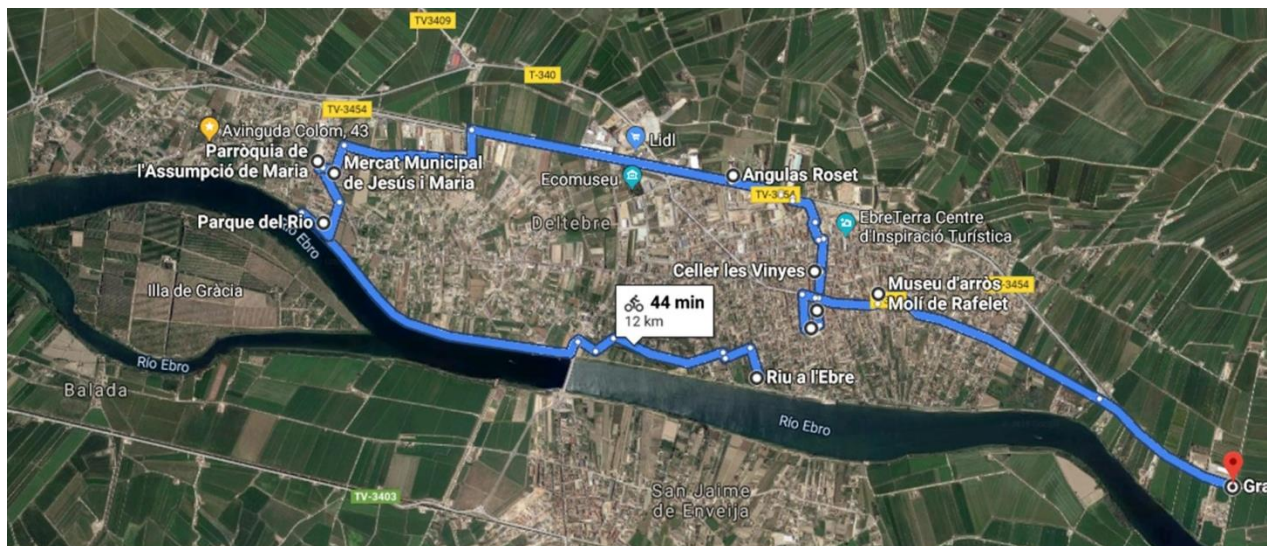 TV3409
T-340
TV-3454
Avinguda Colom, 43
Parròquia de
l'Assumpció de Maria
Mercat Municipal
de Jesús i Maria
Lidl
Ecomuseu
Angulas Roset
TV-3454
Parque del Rio
Río Ebro
Deltebre
EbreTerra Centre
d'Inspiració Turística
Celler les Vinyes
Illa de Gràcia
44 min
12 km
Museu d'arròs
Molí de Rafelet
-3454
Río Ebro
Balada
Riu a l'Ebre
Río Ebro
San Jaime
de Enveija
TV-3403
Gra